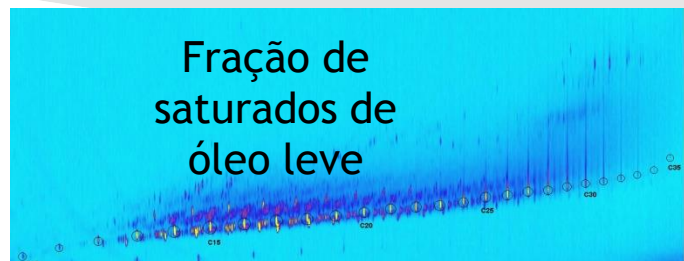 Fração de
saturados de
óleo leve
C15
C20
C25
C30
C35